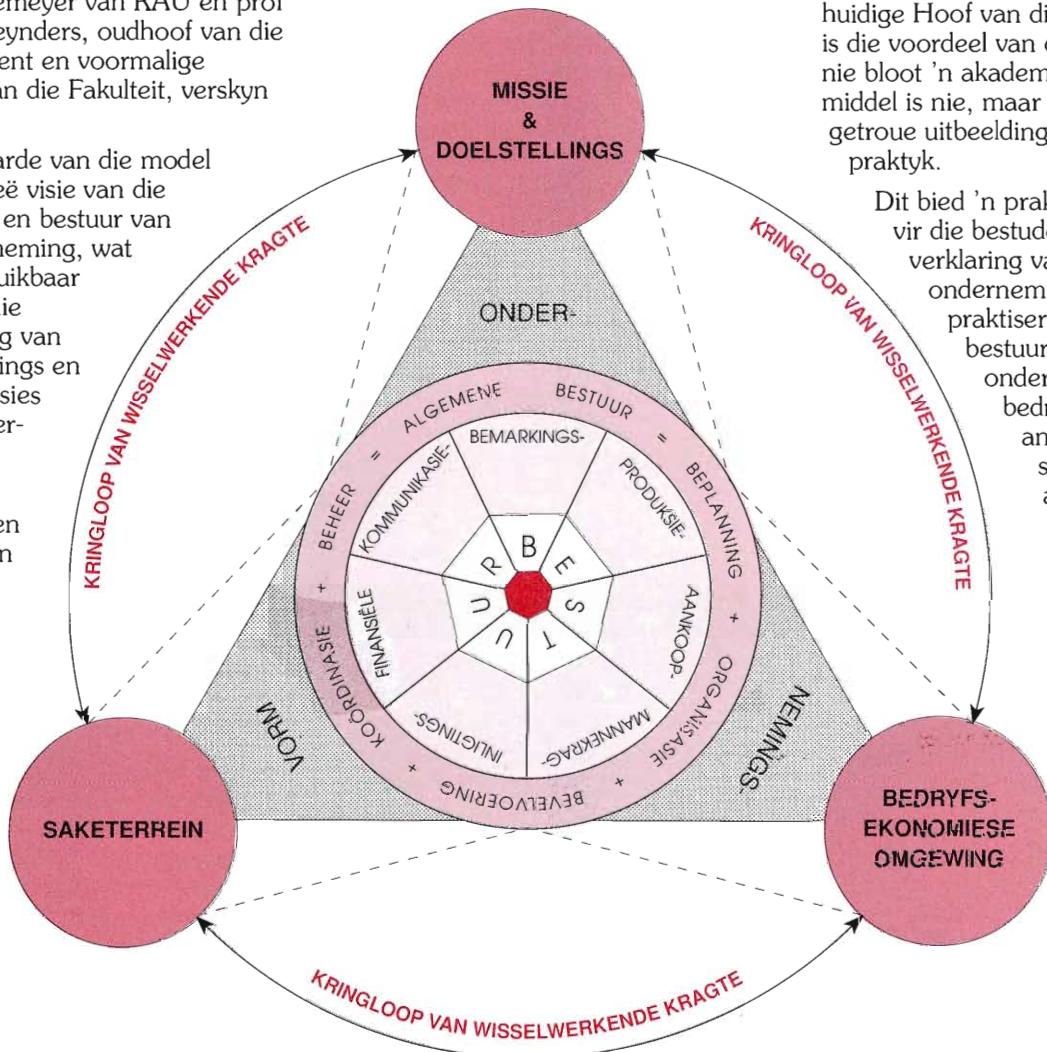 emeyer van RAU en prof
eynders, oudhoof van die
ent en voormalige
an die Fakulteit, verskyn
arde van die model
eë visie van die
en bestuur van
neming, wat
uikbaar
lie
g van
ings en
sies
er-
en
n
huidige Hoof van di
is die voordeel van
nie bloot 'n akadem
middel is nie, maar
getroue uitbeelding
praktyk.
Dit bied 'n prak
vir die bestude
verklaring va
ondernem
praktiser
bestuur
onder
bedr
an
s
a
MISSIE
&
DOELSTELLINGS
KRINGLOOP VAN WISSELWERKENDE KRAGTE
KRINGLOOP VAN WISSELWERKENDE KRAGTE
ONDER-
NEMINGS-
VORM
ALGEMENE BESTUUR = BEPLANNING + ORGANISASIE + BEVELVOERING + KOÖRDINASIE + BEHEER =
BEMARKINGS-
PRODUKSIE-
AANKOOP-
MANNEKRAG-
INLIGTINGS-
FINANSIËLE
KOMMUNIKASIE-
BESTUUR
SAKETERREIN
BEDRYFS-
EKONOMIESE
OMGEWING
KRINGLOOP VAN WISSELWERKENDE KRAGTE